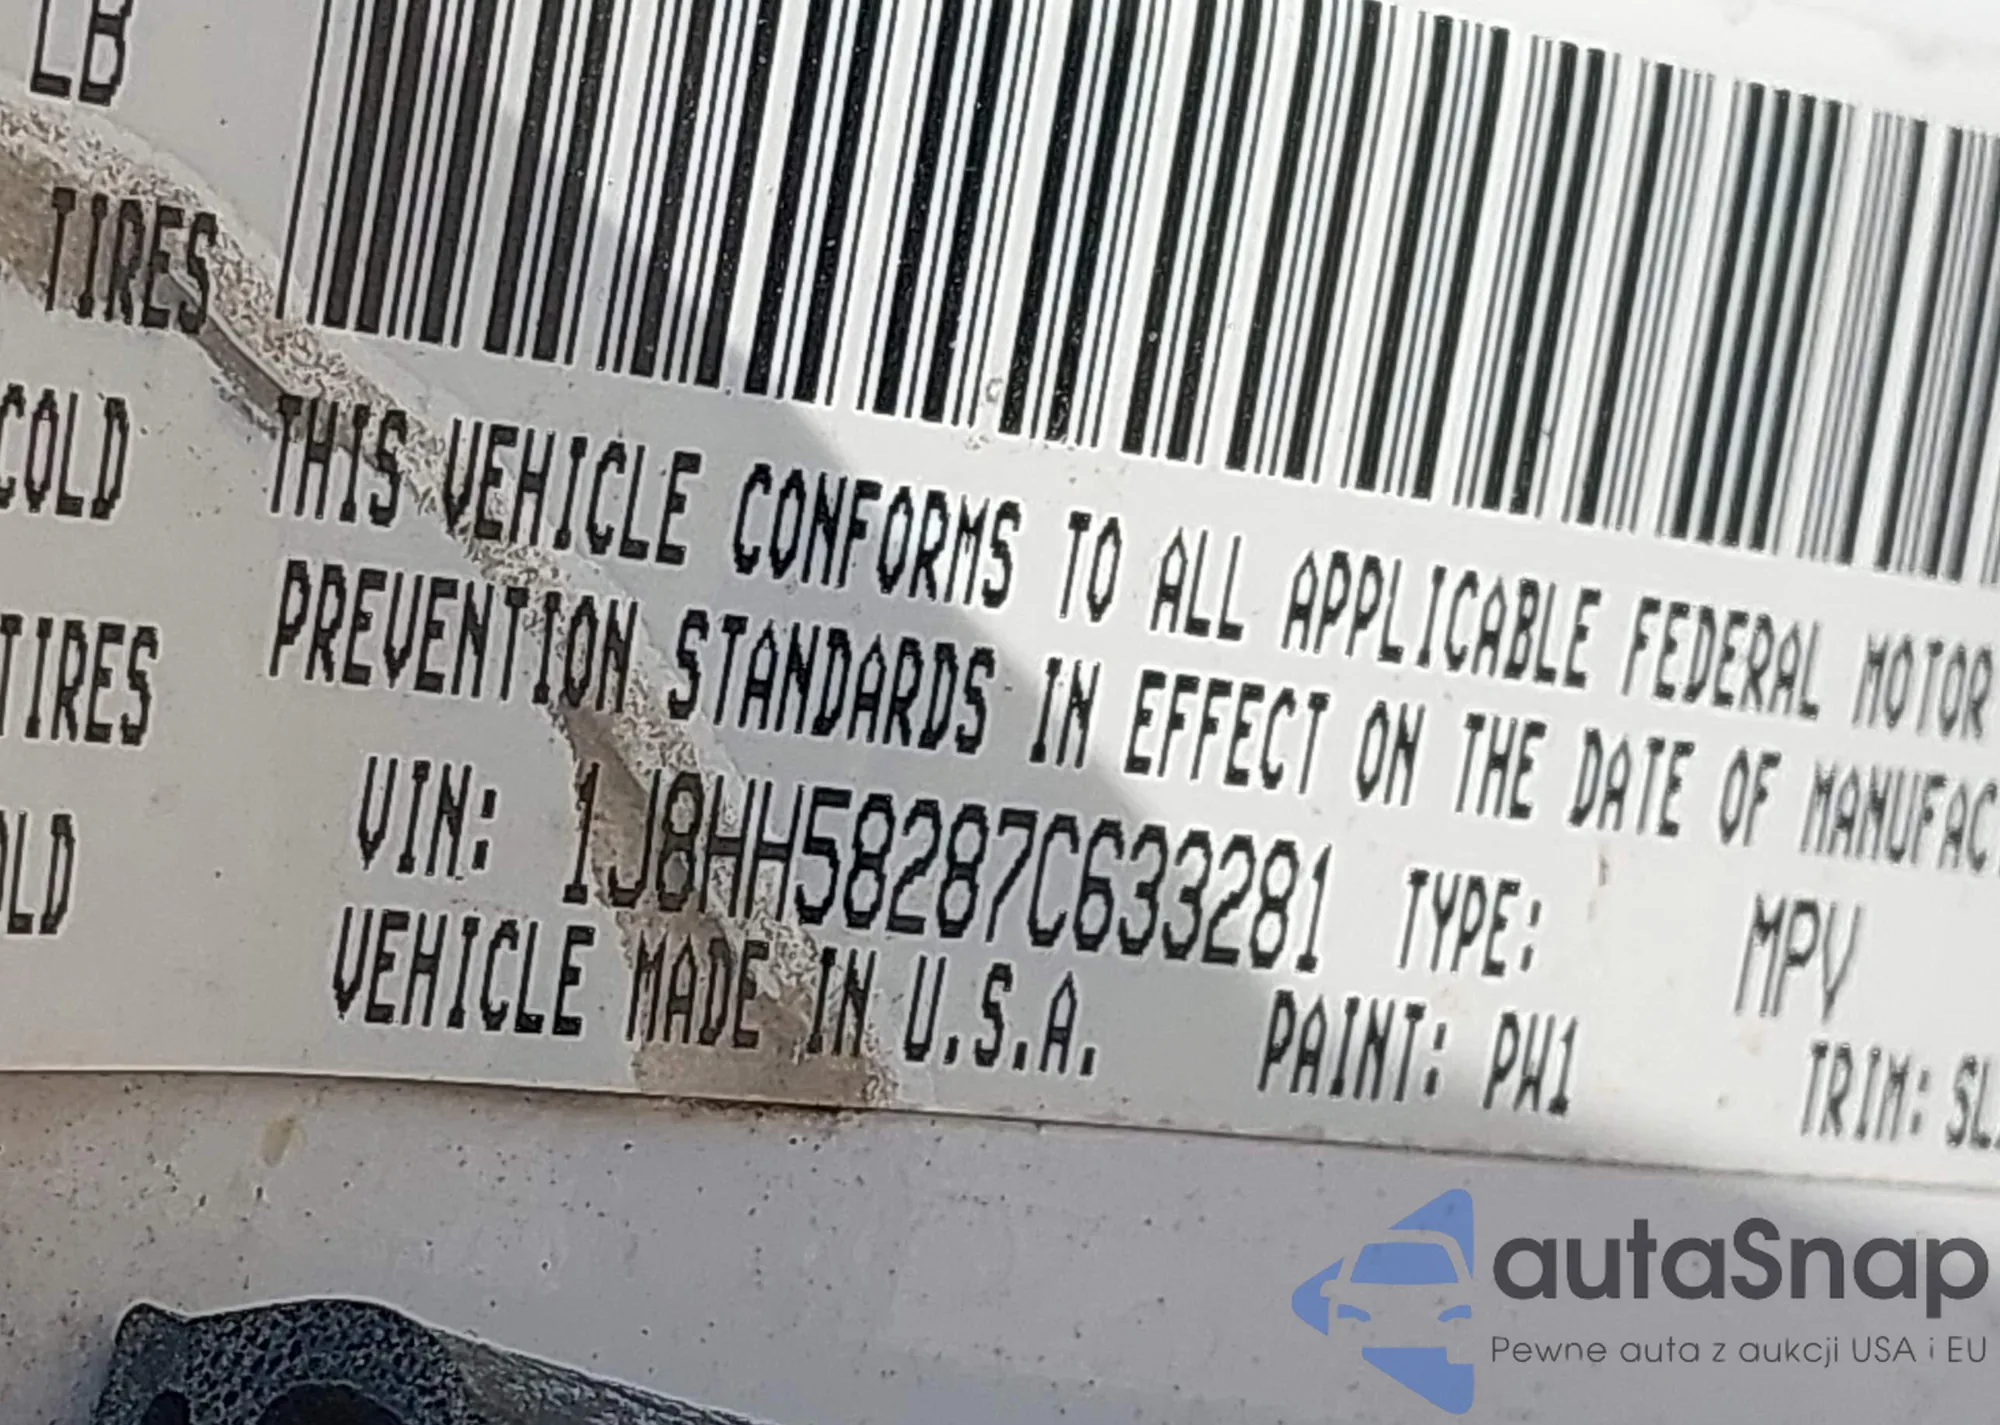 LB
TIRES
COLD
THIS VEHICLE CONFORMS TO ALL APPLICABLE FEDERAL MOTOR
PREVENTION STANDARDS IN EFFECT ON THE DATE OF MANUFAC
TIRES
VIN: 1J8HH58287C633281 TYPE: MPV
OLD
VEHICLE MADE IN U.S.A. PAINT: PW1 TRIM: SL
autaSnap
Pewne auta z aukcji USA i EU